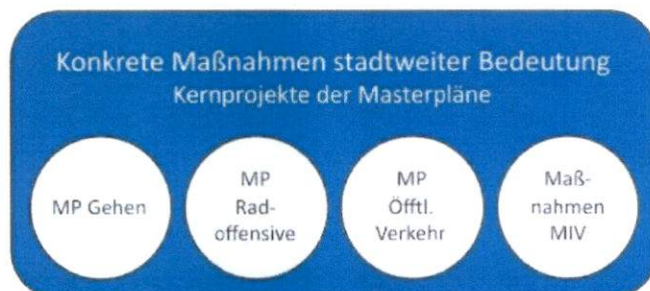 Konkrete Maßnahmen stadtweiter Bedeutung
Kernprojekte der Masterpläne
MP Gehen
MP
Rad-
offensive
MP
Öfftl.
Verkehr
Maß-
nahmen
MIV